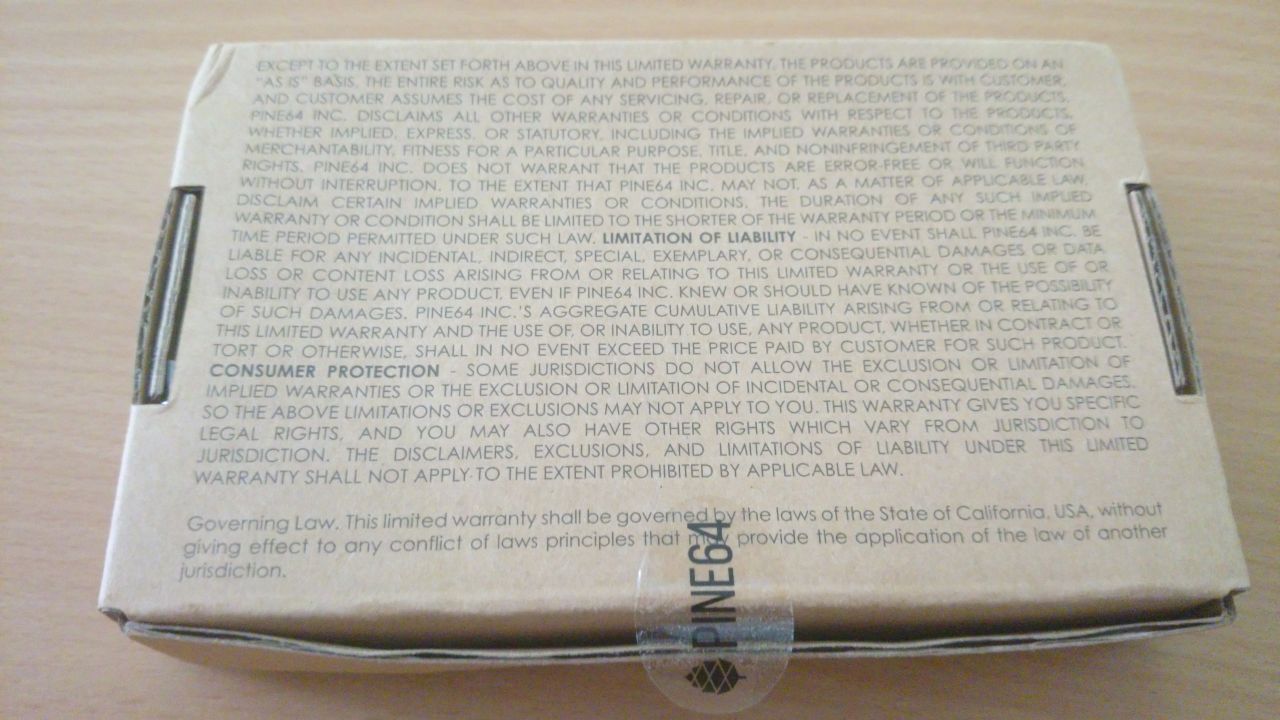 EXCEPT TO THE EXTENT SET FORTH ABOVE IN THIS LIMITED WARRANTY, THE PRODUCTS ARE PROVIDED ON AN
"AS IS" BASIS. THE ENTIRE RISK AS TO QUALITY AND PERFORMANCE OF THE PRODUCTS IS WITH CUSTOMER,
AND CUSTOMER ASSUMES THE COST OF ANY SERVICING, REPAIR, OR REPLACEMENT OF THE PRODUCTS.
PINE64 INC. DISCLAIMS ALL OTHER WARRANTIES OR CONDITIONS WITH RESPECT TO THE PRODUCTS,
WHETHER IMPLIED, EXPRESS, OR STATUTORY, INCLUDING THE IMPLIED WARRANTIES OR CONDITIONS OF
MERCHANTABILITY, FITNESS FOR A PARTICULAR PURPOSE, TITLE, AND NONINFRINGEMENT OF THIRD PARTY
RIGHTS. PINE64 INC. DOES NOT WARRANT THAT THE PRODUCTS ARE ERROR-FREE OR WILL FUNCTION
WITHOUT INTERRUPTION. TO THE EXTENT THAT PINE64 INC. MAY NOT, AS A MATTER OF APPLICABLE LAW,
DISCLAIM CERTAIN IMPLIED WARRANTIES OR CONDITIONS, THE DURATION OF ANY SUCH IMPLIED
WARRANTY OR CONDITION SHALL BE LIMITED TO THE SHORTER OF THE WARRANTY PERIOD OR THE MINIMUM
TIME PERIOD PERMITTED UNDER SUCH LAW. LIMITATION OF LIABILITY - IN NO EVENT SHALL PINE64 INC. BE
LIABLE FOR ANY INCIDENTAL, INDIRECT, SPECIAL, EXEMPLARY, OR CONSEQUENTIAL DAMAGES OR DATA
LOSS OR CONTENT LOSS ARISING FROM OR RELATING TO THIS LIMITED WARRANTY OR THE USE OF OR
INABILITY TO USE ANY PRODUCT, EVEN IF PINE64 INC. KNEW OR SHOULD HAVE KNOWN OF THE POSSIBILITY
OF SUCH DAMAGES. PINE64 INC.'S AGGREGATE CUMULATIVE LIABILITY ARISING FROM OR RELATING TO
THIS LIMITED WARRANTY AND THE USE OF, OR INABILITY TO USE, ANY PRODUCT, WHETHER IN CONTRACT OR
TORT OR OTHERWISE, SHALL IN NO EVENT EXCEED THE PRICE PAID BY CUSTOMER FOR SUCH PRODUCT.
CONSUMER PROTECTION - SOME JURISDICTIONS DO NOT ALLOW THE EXCLUSION OR LIMITATION OF
IMPLIED WARRANTIES OR THE EXCLUSION OR LIMITATION OF INCIDENTAL OR CONSEQUENTIAL DAMAGES,
SO THE ABOVE LIMITATIONS OR EXCLUSIONS MAY NOT APPLY TO YOU. THIS WARRANTY GIVES YOU SPECIFIC
LEGAL RIGHTS, AND YOU MAY ALSO HAVE OTHER RIGHTS WHICH VARY FROM JURISDICTION TO
JURISDICTION. THE DISCLAIMERS, EXCLUSIONS, AND LIMITATIONS OF LIABILITY UNDER THIS LIMITED
WARRANTY SHALL NOT APPLY TO THE EXTENT PROHIBITED BY APPLICABLE LAW.
Governing Law. This limited warranty shall be governed by the laws of the State of California, USA, without
giving effect to any conflict of laws principles that may provide the application of the law of another
jurisdiction.
PINE64